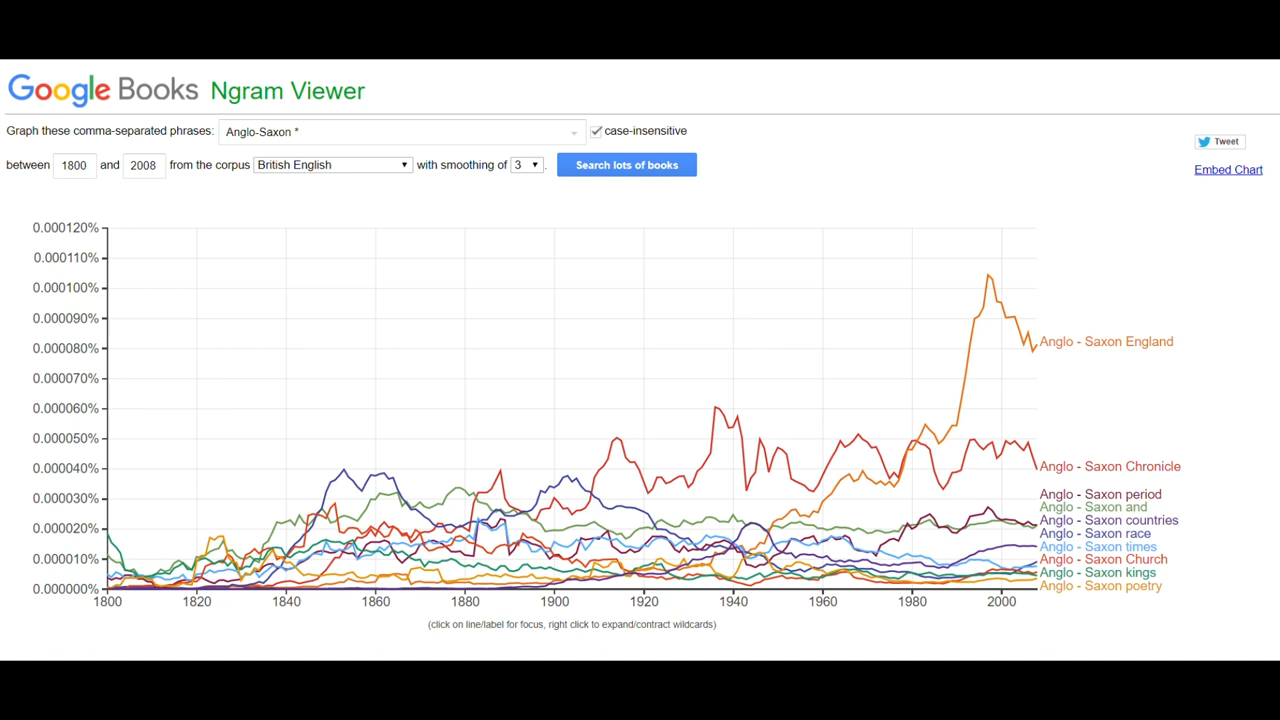 Google Books Ngram Viewer
Graph these comma-separated phrases: Anglo-Saxon * case-insensitive
between 1800 and 2008 from the corpus British English with smoothing of 3 . Search lots of books
Tweet
Embed Chart
0.000120%
0.000110%
0.000100%
0.000090%
0.000080%
0.000070%
0.000060%
0.000050%
0.000040%
0.000030%
0.000020%
0.000010%
0.000000%
1800 1820 1840 1860 1880 1900 1920 1940 1960 1980 2000
Anglo - Saxon England
Anglo - Saxon Chronicle
Anglo - Saxon period
Anglo - Saxon and
Anglo - Saxon countries
Anglo - Saxon race
Anglo - Saxon times
Anglo - Saxon Church
Anglo - Saxon kings
Anglo - Saxon poetry
(click on line/label for focus, right click to expand/contract wildcards)